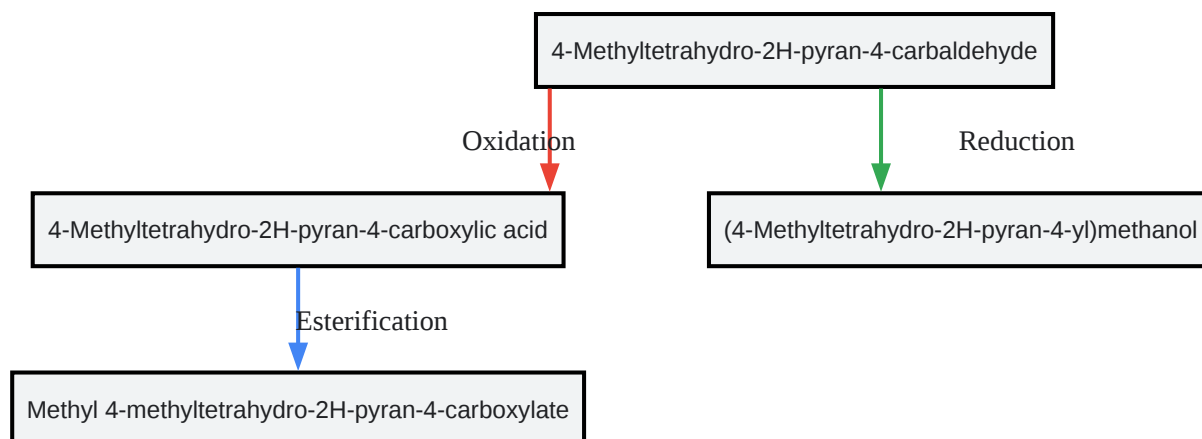 4-Methyltetrahydro-2H-pyran-4-carbaldehyde
Oxidation
Reduction
4-Methyltetrahydro-2H-pyran-4-carboxylic acid
(4-Methyltetrahydro-2H-pyran-4-yl)methanol
Esterification
Methyl 4-methyltetrahydro-2H-pyran-4-carboxylate